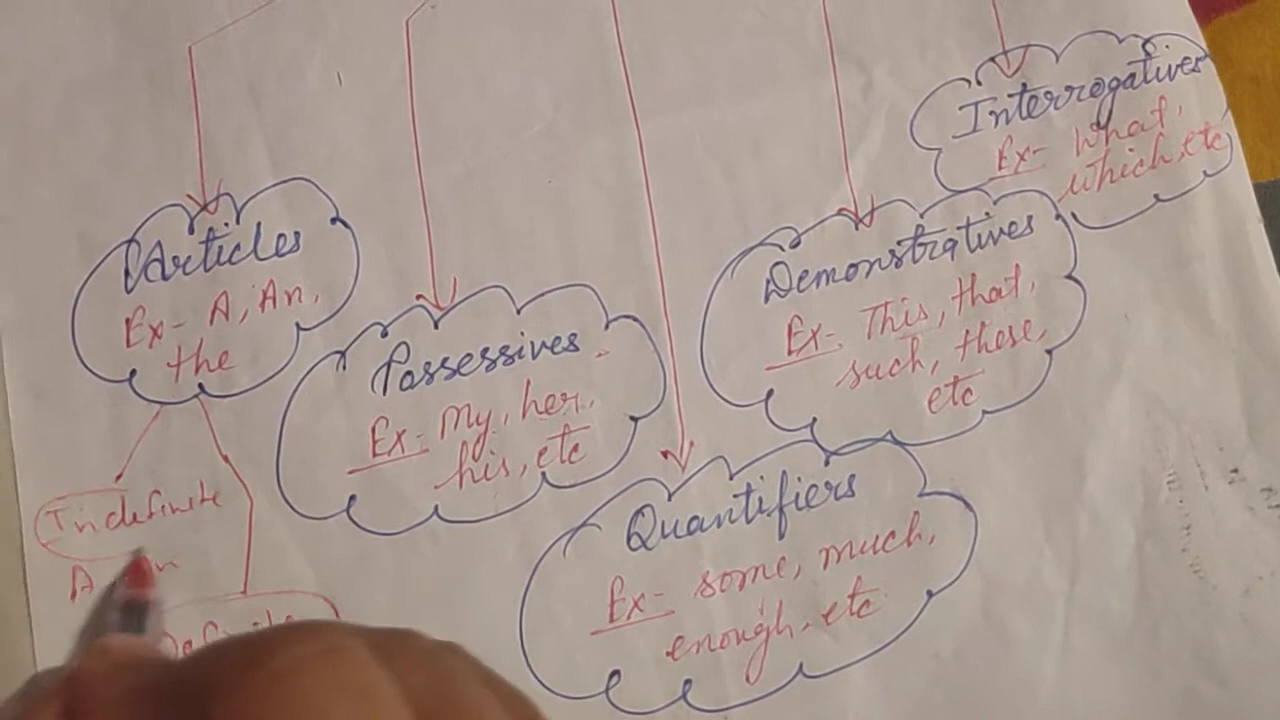 Articles
Ex- A, An,
the
Indefinite
Possessives
Ex- My, her,
his, etc
Quantifiers
Ex- some, much,
enough, etc
Demonstratives
Ex- This, that,
such, these,
etc
Interrogatives
Ex- What,
which, etc